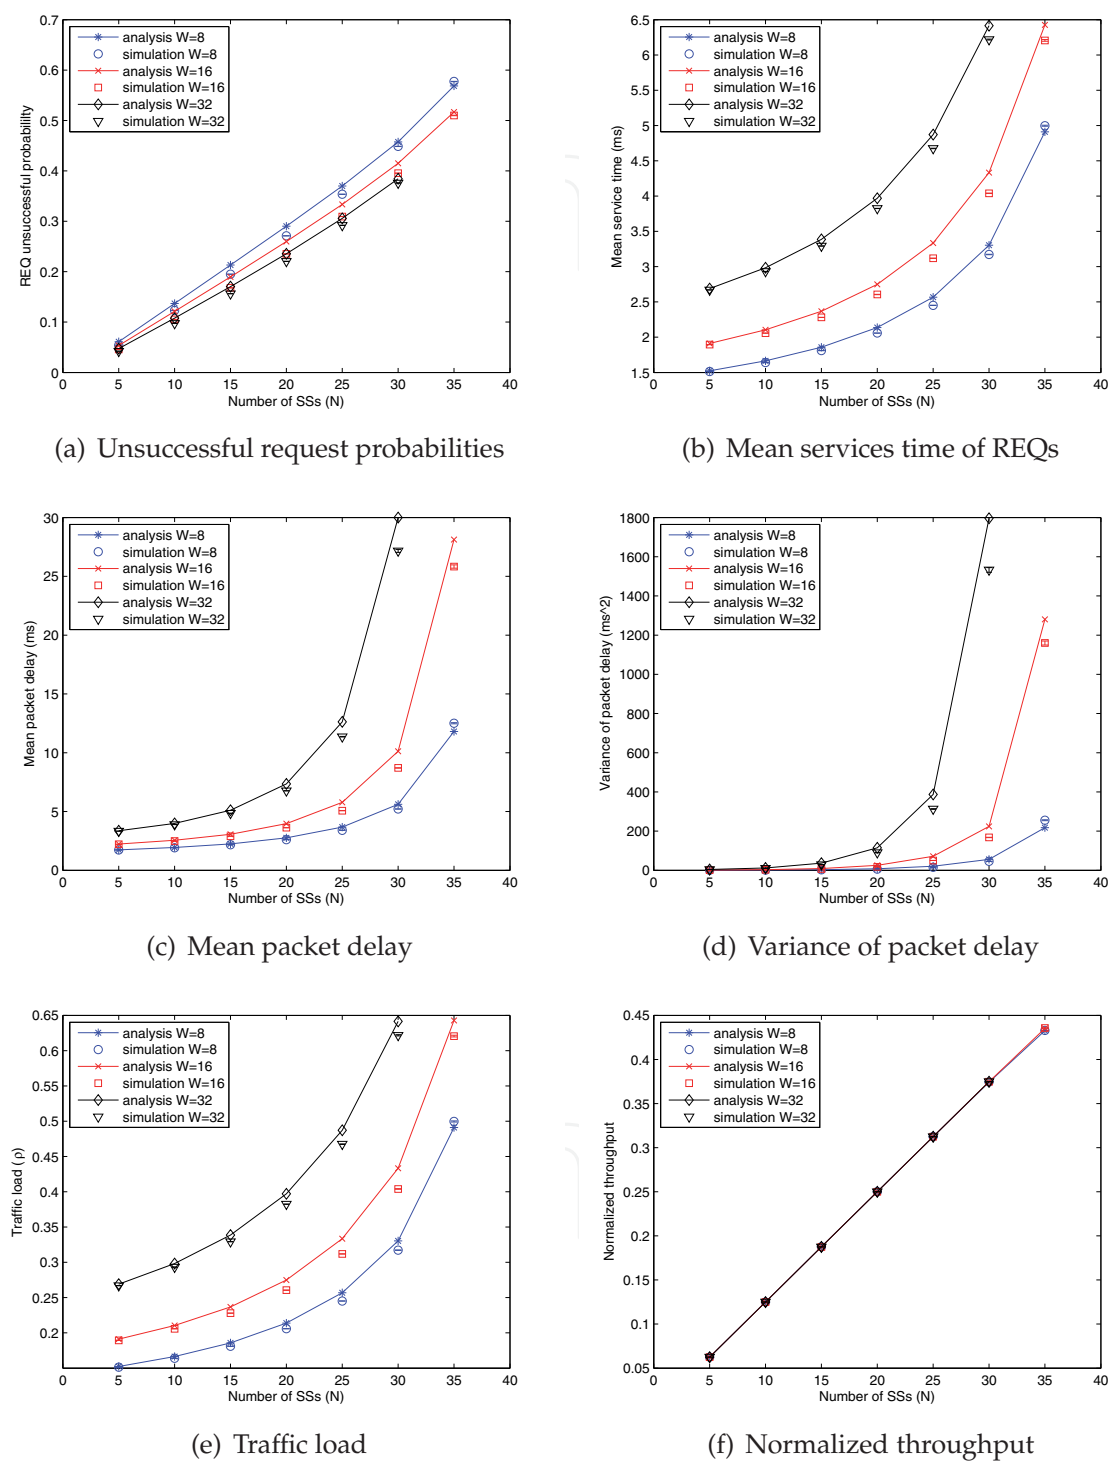 0.7
0.6
0.5
0.4
0.3
0.2
0.1
0
REQ unsuccessful probability
analysis W=8
simulation W=8
analysis W=16
simulation W=16
analysis W=32
simulation W=32
0 5 10 15 20 25 30 35 40
Number of SSs (N)
(a) Unsuccessful request probabilities
6.5
6
5.5
5
4.5
4
3.5
3
2.5
2
1.5
Mean service time (ms)
analysis W=8
simulation W=8
analysis W=16
simulation W=16
analysis W=32
simulation W=32
0 5 10 15 20 25 30 35 40
Number of SSs (N)
(b) Mean services time of REQs
30
25
20
15
10
5
0
Mean packet delay (ms)
analysis W=8
simulation W=8
analysis W=16
simulation W=16
analysis W=32
simulation W=32
0 5 10 15 20 25 30 35 40
Number of SSs (N)
(c) Mean packet delay
1800
1600
1400
1200
1000
800
600
400
200
0
Variance of packet delay (ms^2)
analysis W=8
simulation W=8
analysis W=16
simulation W=16
analysis W=32
simulation W=32
0 5 10 15 20 25 30 35 40
Number of SSs (N)
(d) Variance of packet delay
0.65
0.6
0.55
0.5
0.45
0.4
0.35
0.3
0.25
0.2
Traffic load (ρ)
analysis W=8
simulation W=8
analysis W=16
simulation W=16
analysis W=32
simulation W=32
0 5 10 15 20 25 30 35 40
Number of SSs (N)
(e) Traffic load
0.45
0.4
0.35
0.3
0.25
0.2
0.15
0.1
0.05
Normalized throughput
analysis W=8
simulation W=8
analysis W=16
simulation W=16
analysis W=32
simulation W=32
0 5 10 15 20 25 30 35 40
Number of SSs (N)
(f) Normalized throughput